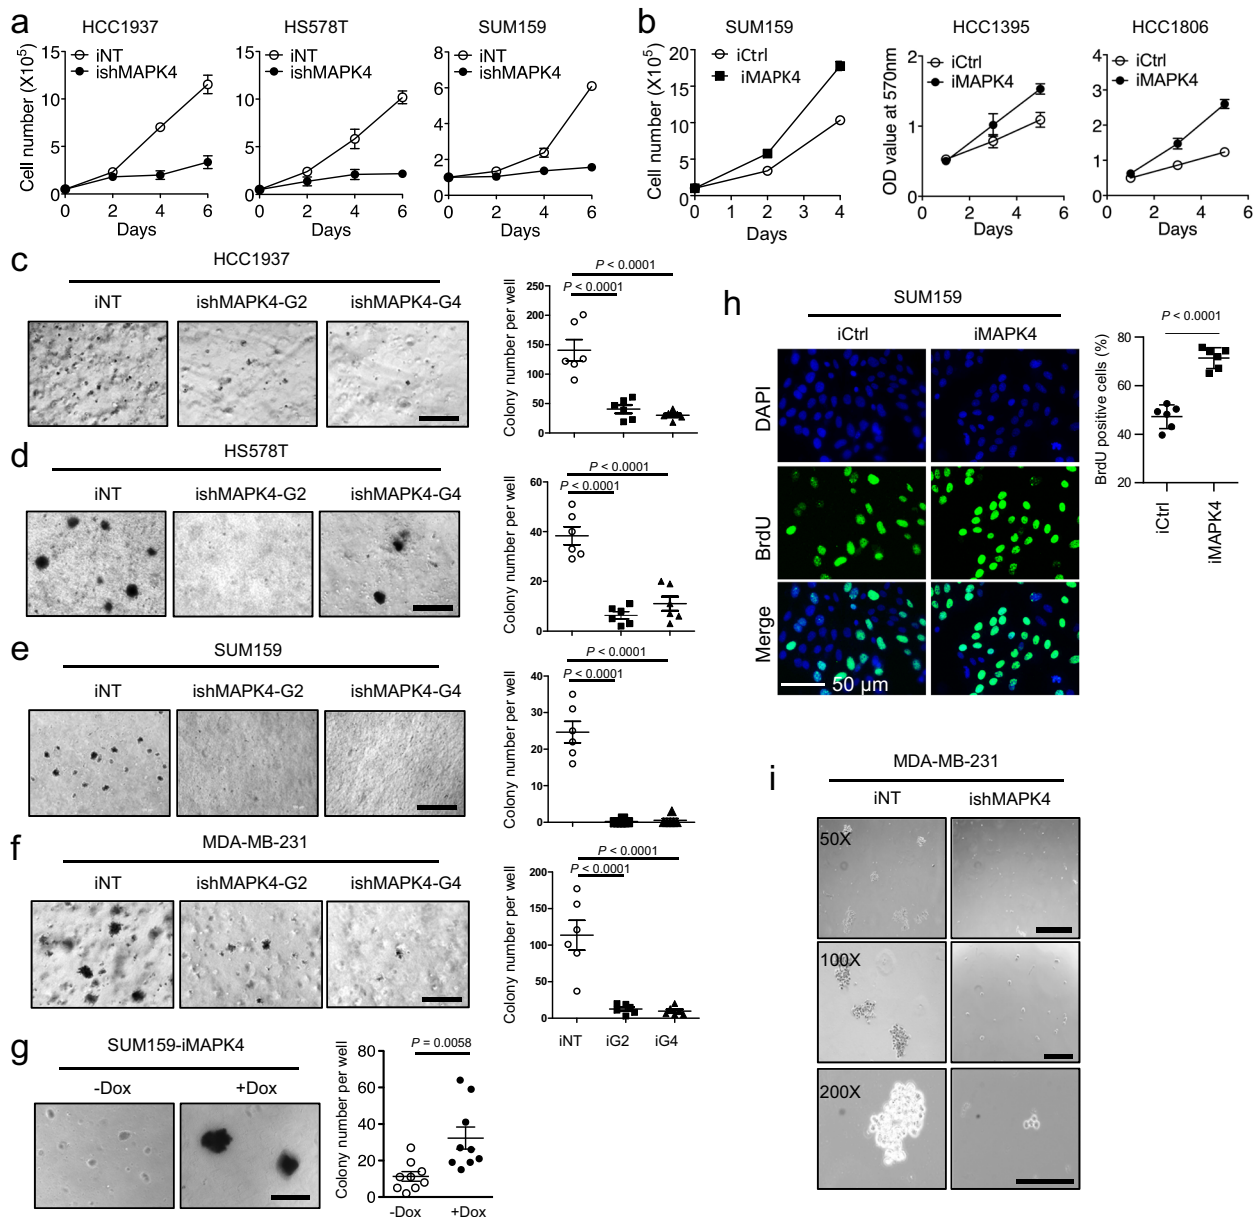 a
HCC1937
HS578T
SUM159
iNT
ishMAPK4
iNT
ishMAPK4
iNT
ishMAPK4
Cell number (X10⁵)
15
10
5
0
0 2 4 6
Days
15
10
5
0
0 2 4 6
Days
8
6
4
2
0
0 2 4 6
Days
b
SUM159
HCC1395
HCC1806
iCtrl
iMAPK4
iCtrl
iMAPK4
iCtrl
iMAPK4
Cell number (X10⁵)
20
15
10
5
0
0 1 2 3 4
Days
OD value at 570nm
2
1
0
0 2 4 6
Days
4
3
2
1
0
0 2 4 6
Days
c
HCC1937
iNT ishMAPK4-G2 ishMAPK4-G4
P < 0.0001
P < 0.0001
Colony number per well
250
200
150
100
50
0
d
HS578T
iNT ishMAPK4-G2 ishMAPK4-G4
P < 0.0001
P < 0.0001
Colony number per well
60
40
20
0
e
SUM159
iNT ishMAPK4-G2 ishMAPK4-G4
P < 0.0001
P < 0.0001
Colony number per well
40
30
20
10
0
f
MDA-MB-231
iNT ishMAPK4-G2 ishMAPK4-G4
P < 0.0001
P < 0.0001
Colony number per well
200
150
100
50
0
iNT iG2 iG4
g
SUM159-iMAPK4
-Dox +Dox
P = 0.0058
Colony number per well
80
60
40
20
0
-Dox +Dox
h
SUM159
iCtrl iMAPK4
DAPI
BrdU
Merge
50 µm
P < 0.0001
BrdU positive cells (%)
80
60
40
20
iCtrl
iMAPK4
i
MDA-MB-231
iNT ishMAPK4
50X
100X
200X